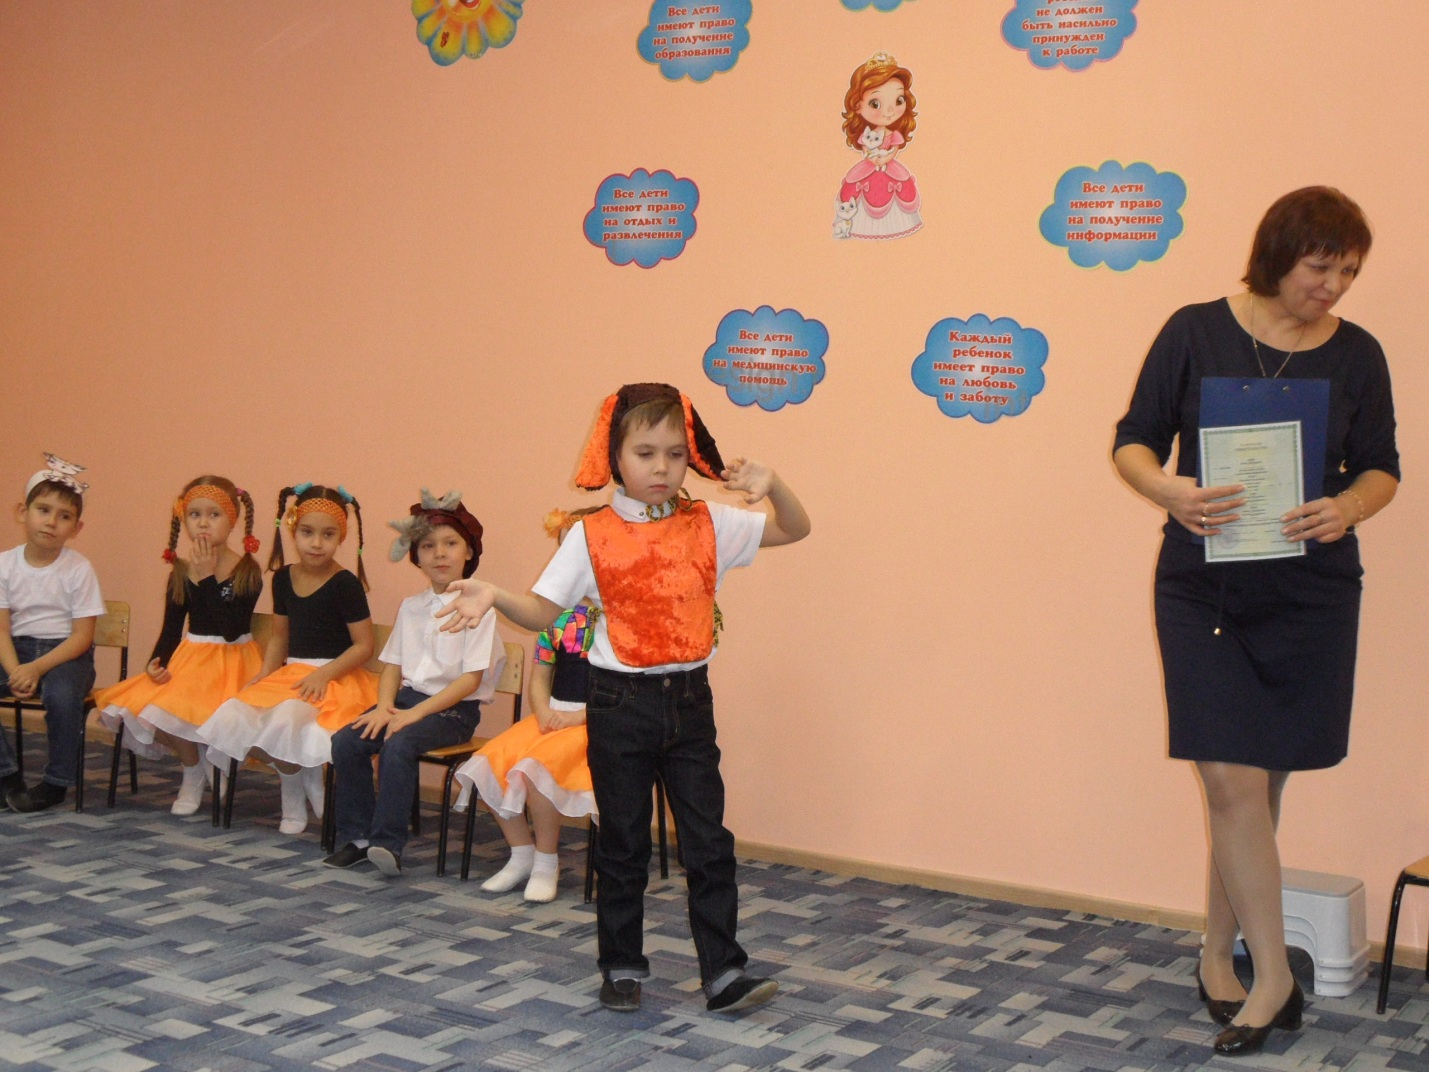 Все дети
имеют право
на получение
образования
не должен
быть насильно
принужден
к работе
Все дети
имеют право
на отдых и
развлечения
Все дети
имеют право
на получение
информации
Все дети
имеют право
на медицинскую
помощь
Каждый
ребенок
имеет право
на любовь
и заботу